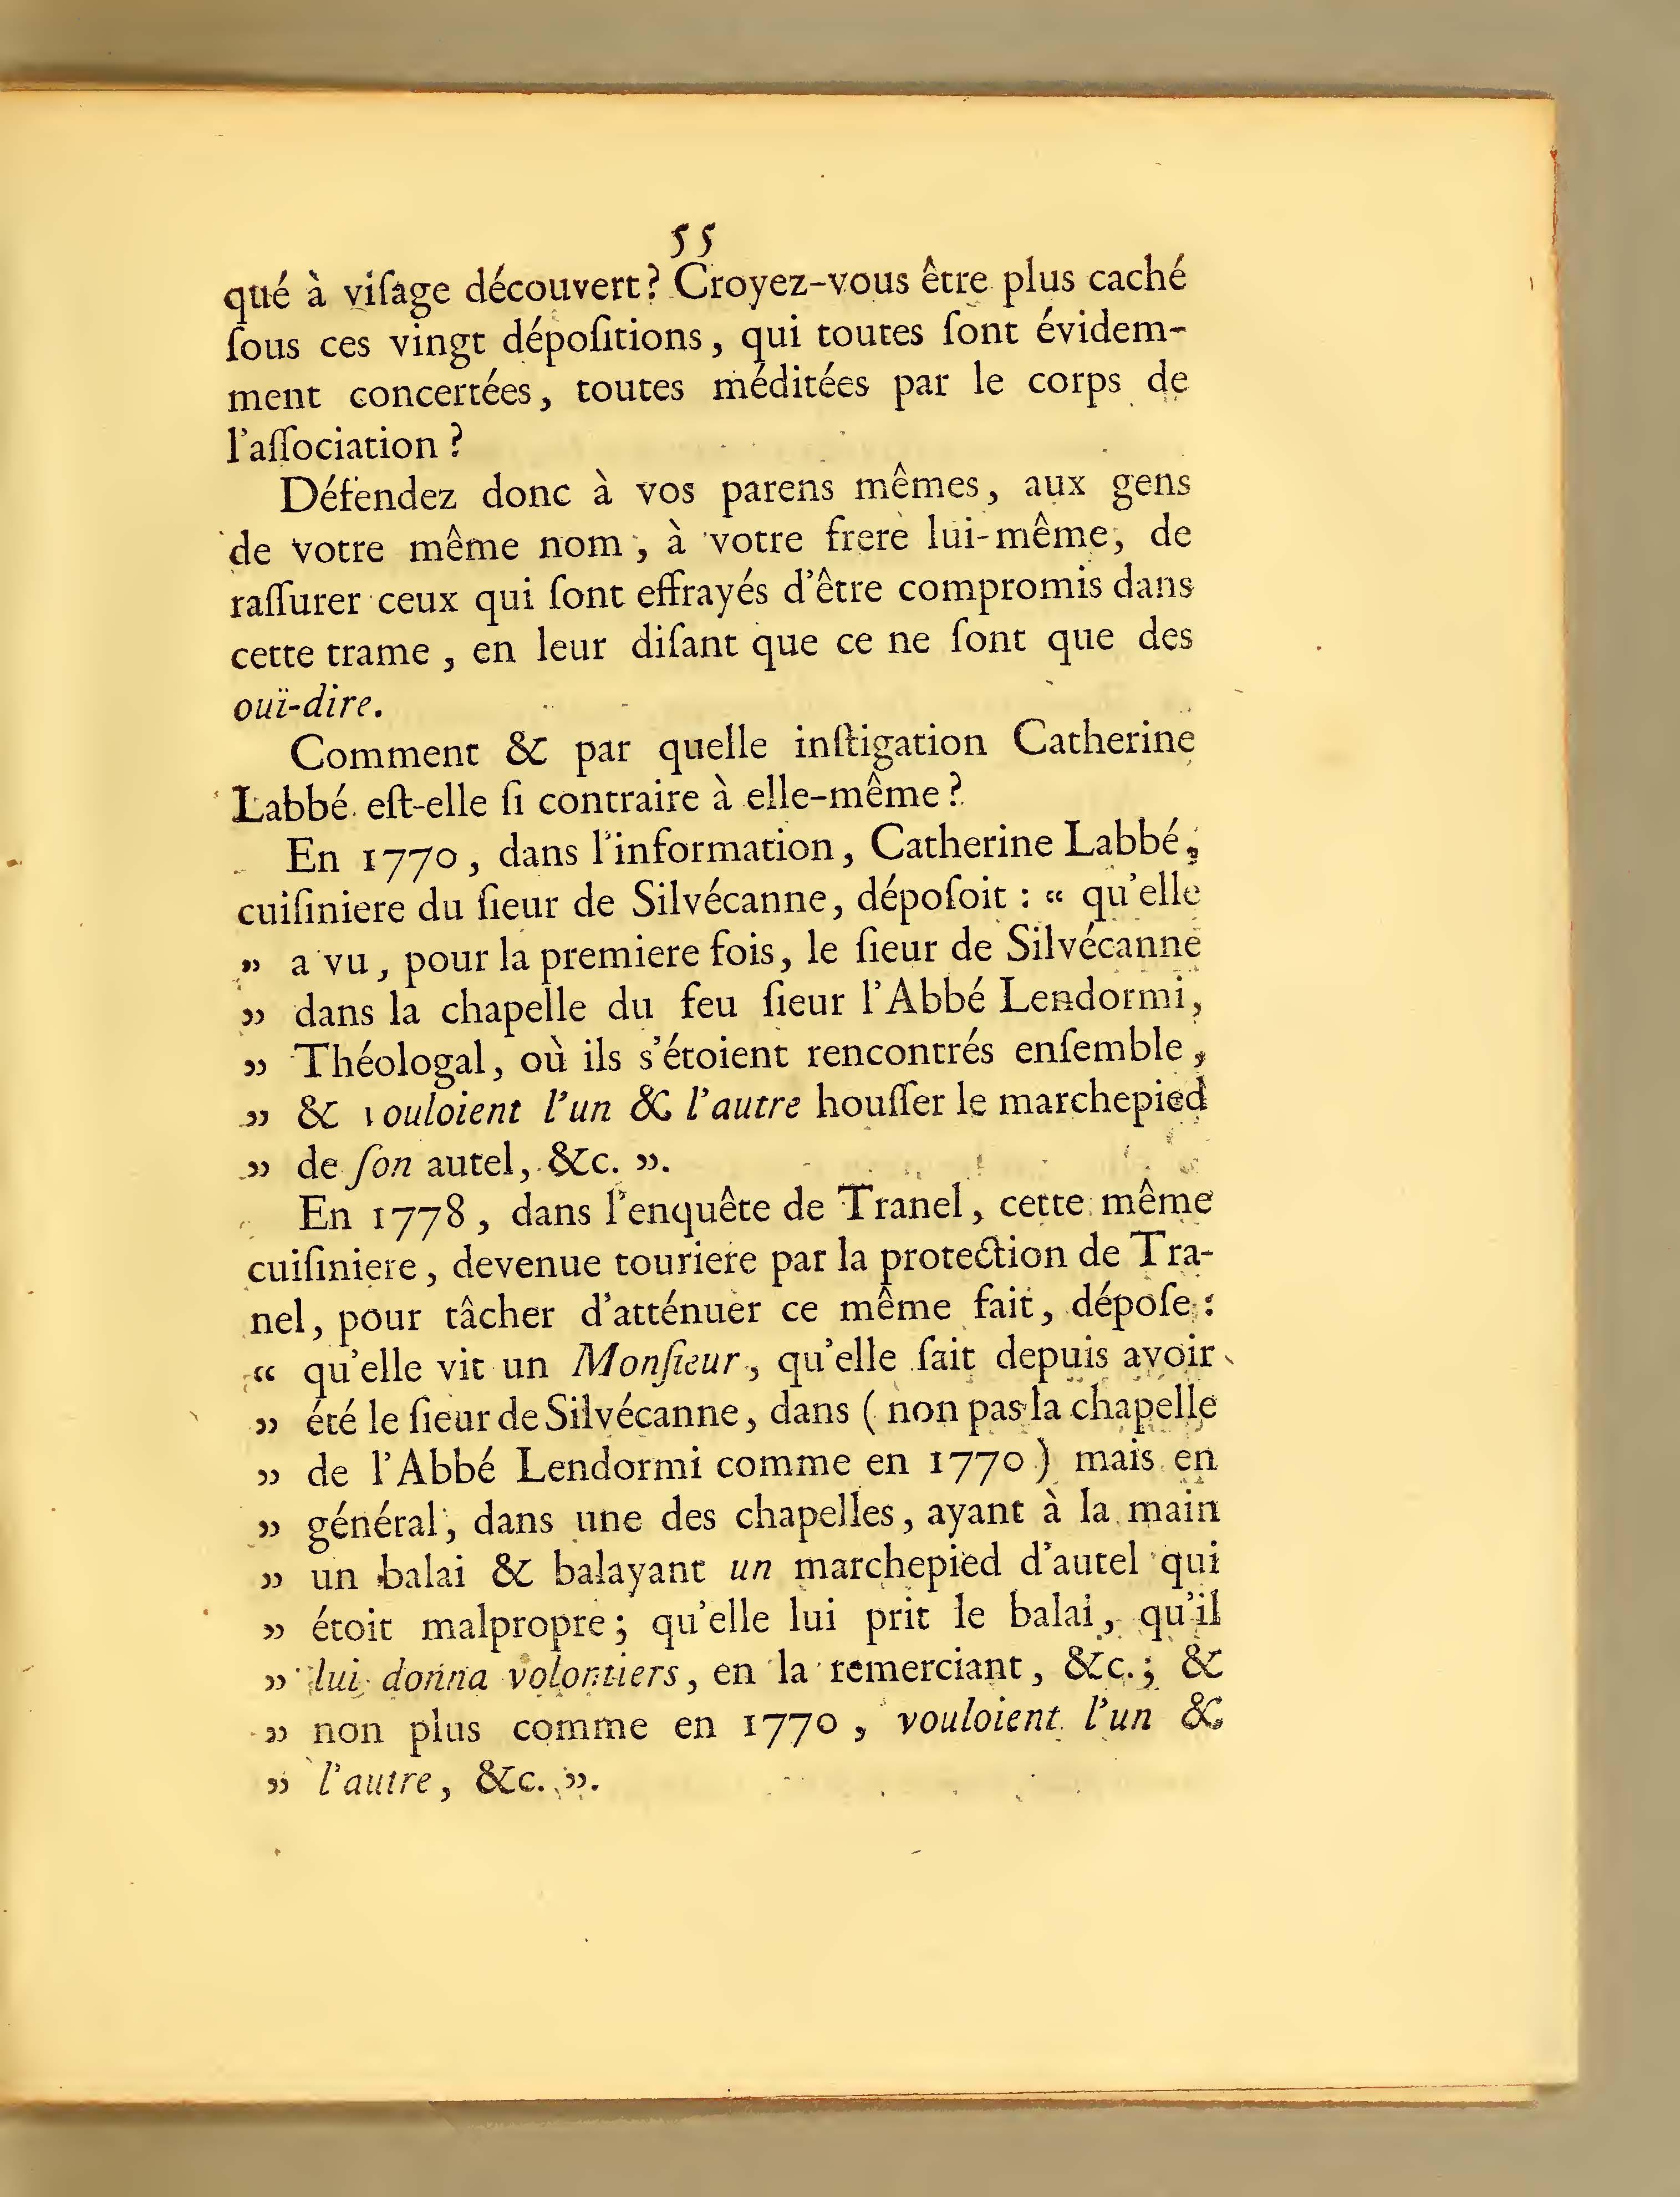 55
qué à viſage découvert? Croyez-vous être plus caché
ſous ces vingt dépoſitions, qui toutes ſont évidem-
ment concertées, toutes méditées par le corps de
l'aſſociation?
Défendez donc à vos parens mêmes, aux gens
de votre même nom, à votre frere lui-même, de
raſſurer ceux qui ſont effrayés d'être compromis dans
cette trame, en leur diſant que ce ne ſont que des
ouï-dire.
Comment & par quelle inſtigation Catherine
Labbé eſt-elle ſi contraire à elle-même?
En 1770, dans l'information, Catherine Labbé,
cuiſiniere du ſieur de Silvécanne, dépoſoit : « qu'elle
» a vu, pour la premiere fois, le ſieur de Silvécanne
» dans la chapelle du feu ſieur l'Abbé Lendormi,
» Théologal, où ils s'étoient rencontrés enſemble,
» & vouloient l'un & l'autre houſſer le marchepied
» de ſon autel, &c. ».
En 1778, dans l'enquête de Tranel, cette même
cuiſiniere, devenue touriere par la protection de Tra-
nel, pour tâcher d'atténuer ce même fait, dépoſe :
« qu'elle vit un Monſieur, qu'elle ſait depuis avoir
» été le ſieur de Silvécanne, dans ( non pas la chapelle
» de l'Abbé Lendormi comme en 1770 ) mais en
» général, dans une des chapelles, ayant à la main
» un balai & balayant un marchepied d'autel qui
» étoit malpropre; qu'elle lui prit le balai, qu'il
» lui donna volontiers, en la remerciant, &c.; &
» non plus comme en 1770, vouloient l'un &
» l'autre, &c. ».